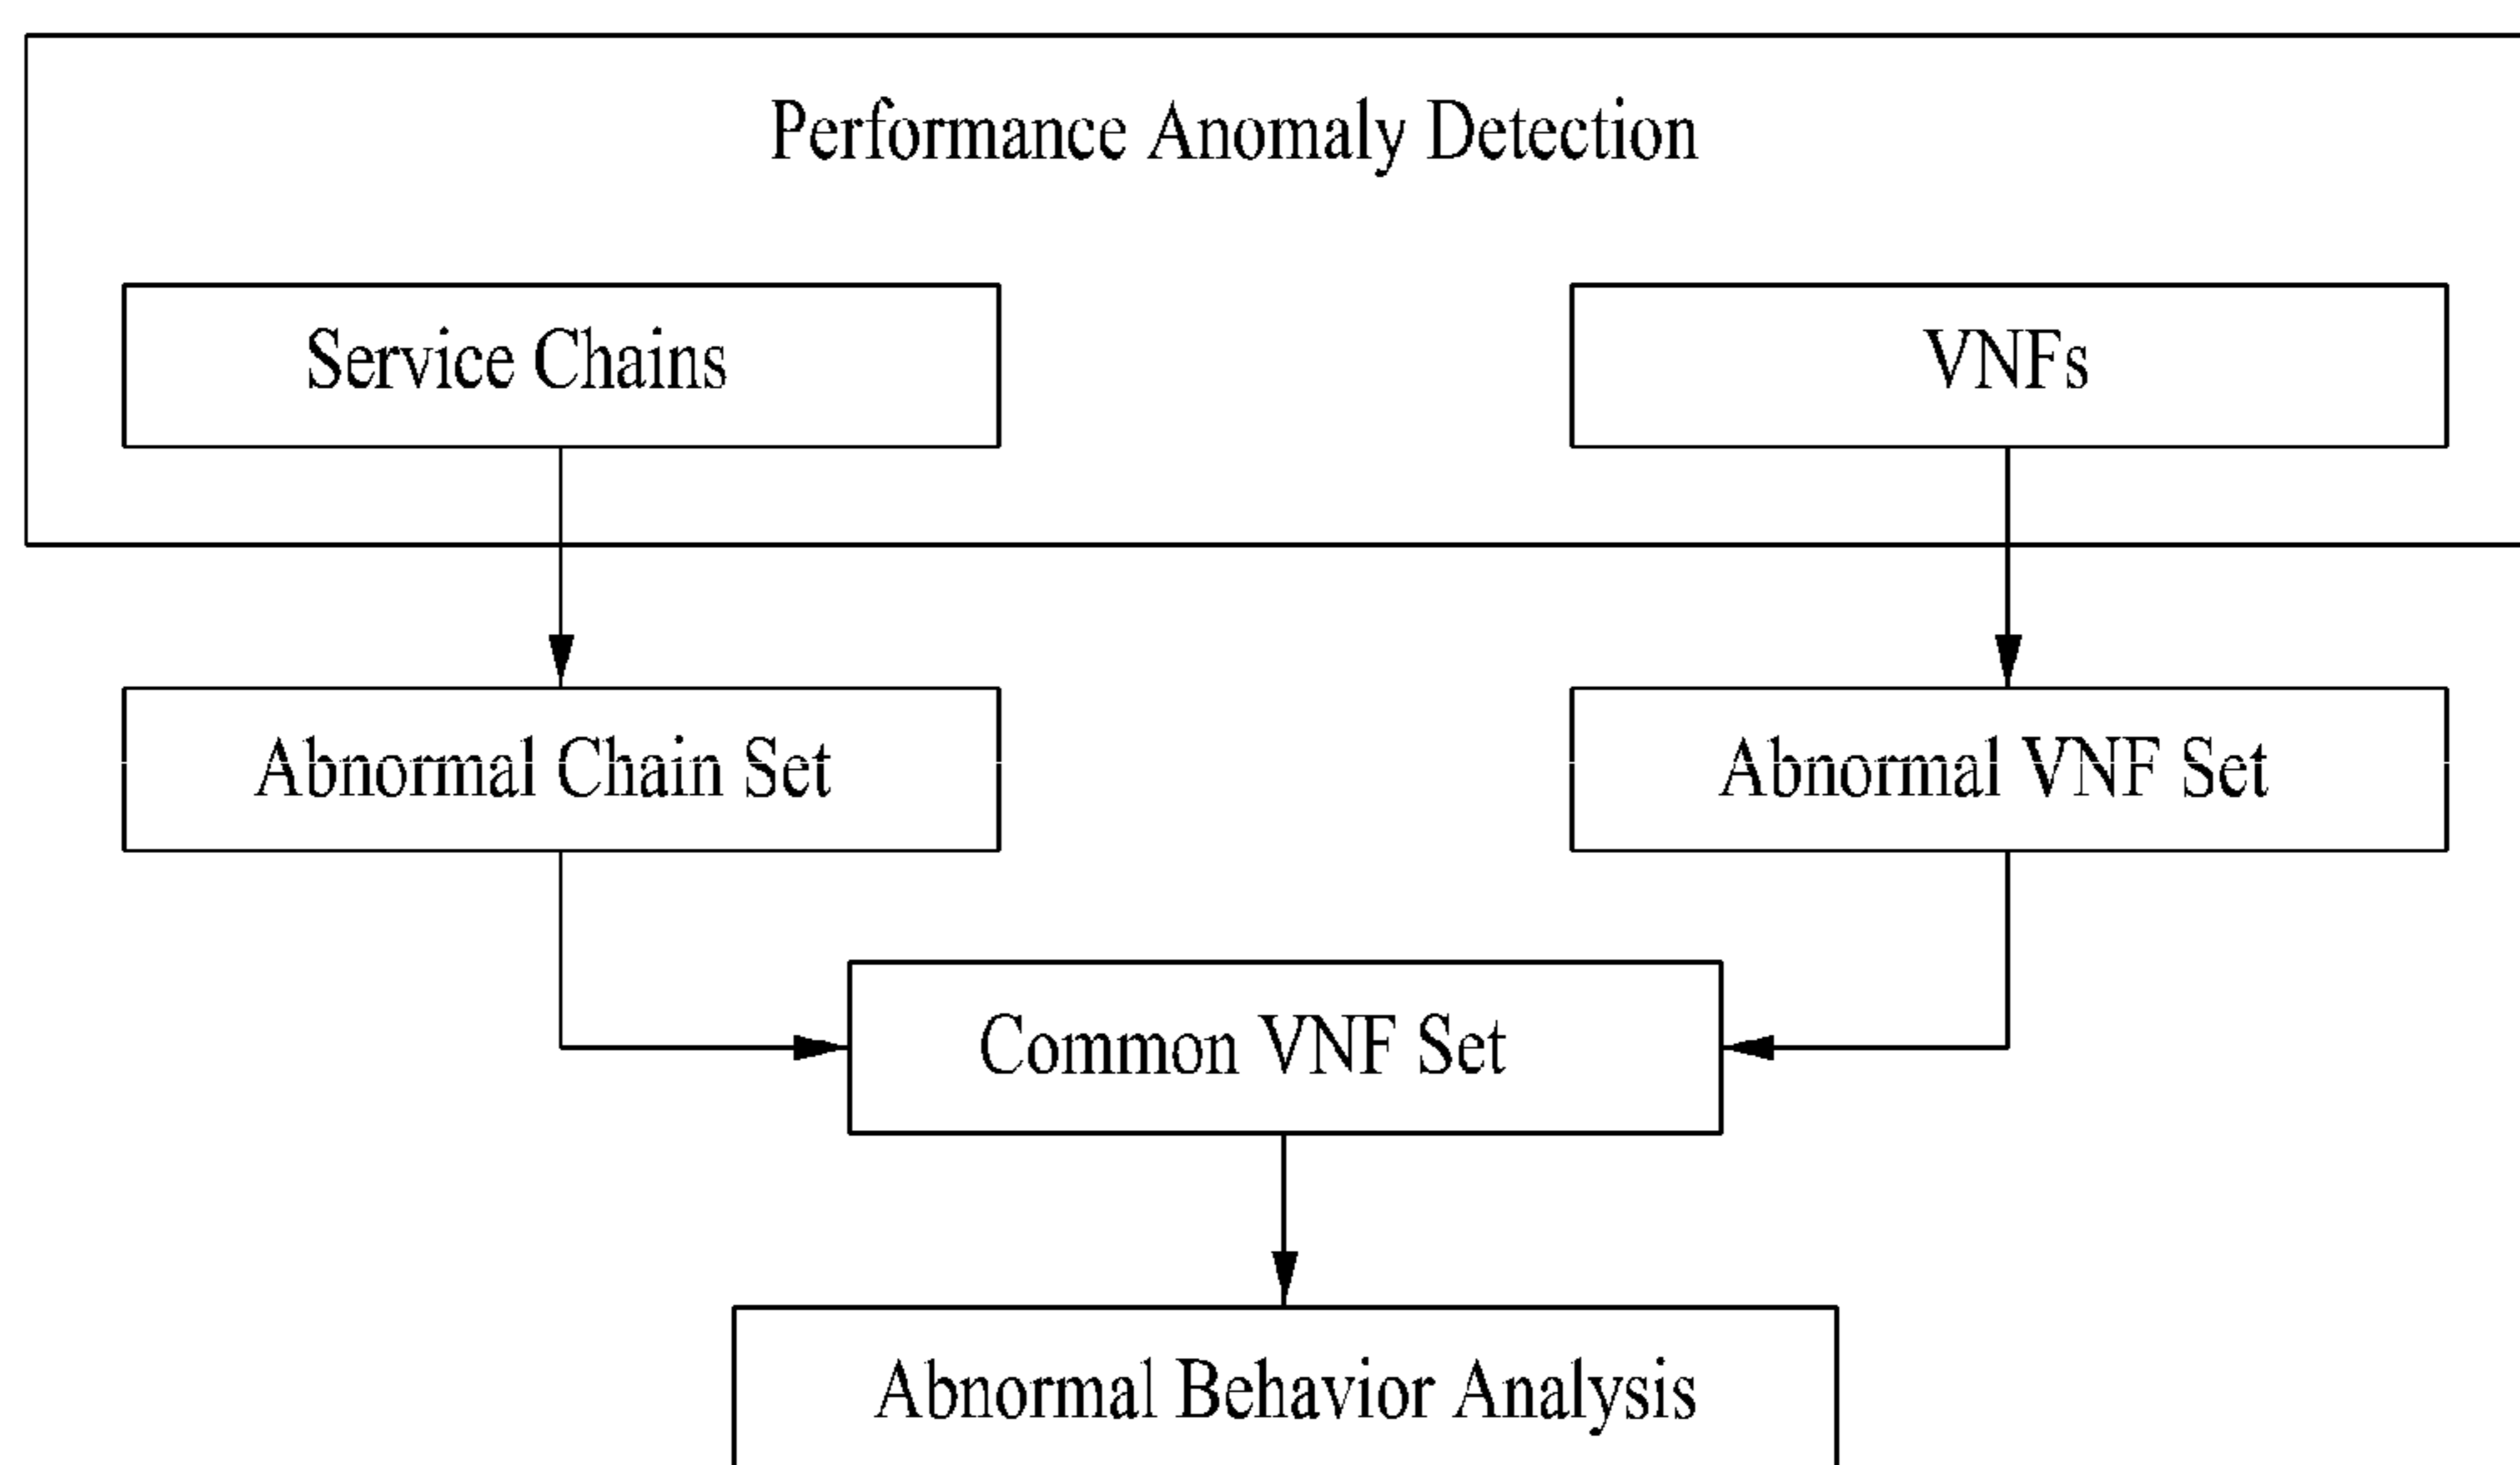 Performance Anomaly Detection
Service Chains
VNFs
Abnormal Chain Set
Abnormal VNF Set
Common VNF Set
Abnormal Behavior Analysis